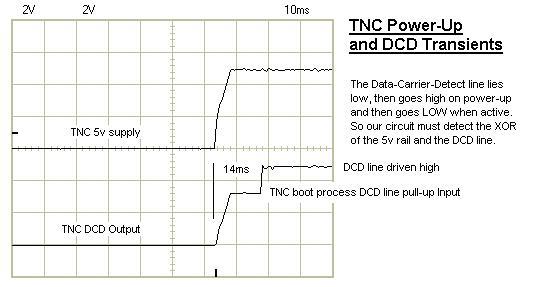 2V 2V 10ms
TNC Power-Up
and DCD Transients
The Data-Carrier-Detect line lies
low, then goes high on power-up
and then goes LOW when active.
So our circuit must detect the XOR
of the 5v rail and the DCD line.
TNC 5v supply
14ms
DCD line driven high
TNC boot process DCD line pull-up Input
TNC DCD Output